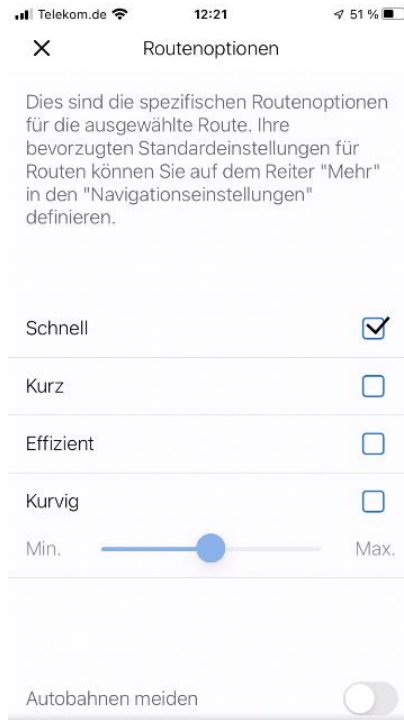 Telekom.de 12:21 51 %
Routenoptionen
Dies sind die spezifischen Routenoptionen
für die ausgewählte Route. Ihre
bevorzugten Standardeinstellungen für
Routen können Sie auf dem Reiter "Mehr"
in den "Navigationseinstellungen"
definieren.
Schnell
Kurz
Effizient
Kurvig
Min. Max.
Autobahnen meiden